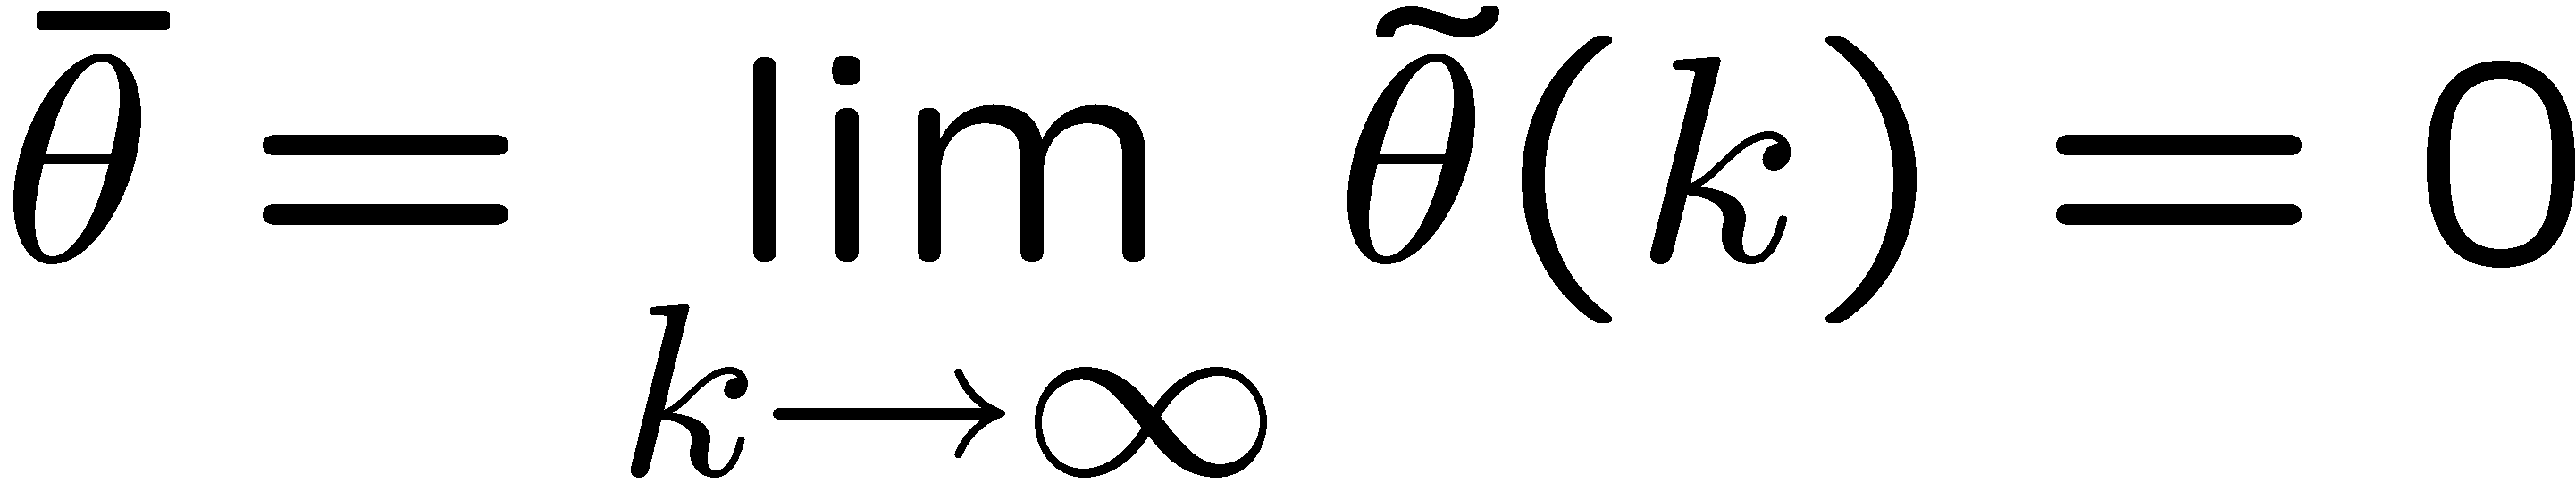 θ̅ = lim θ̃(k) = 0
k→∞